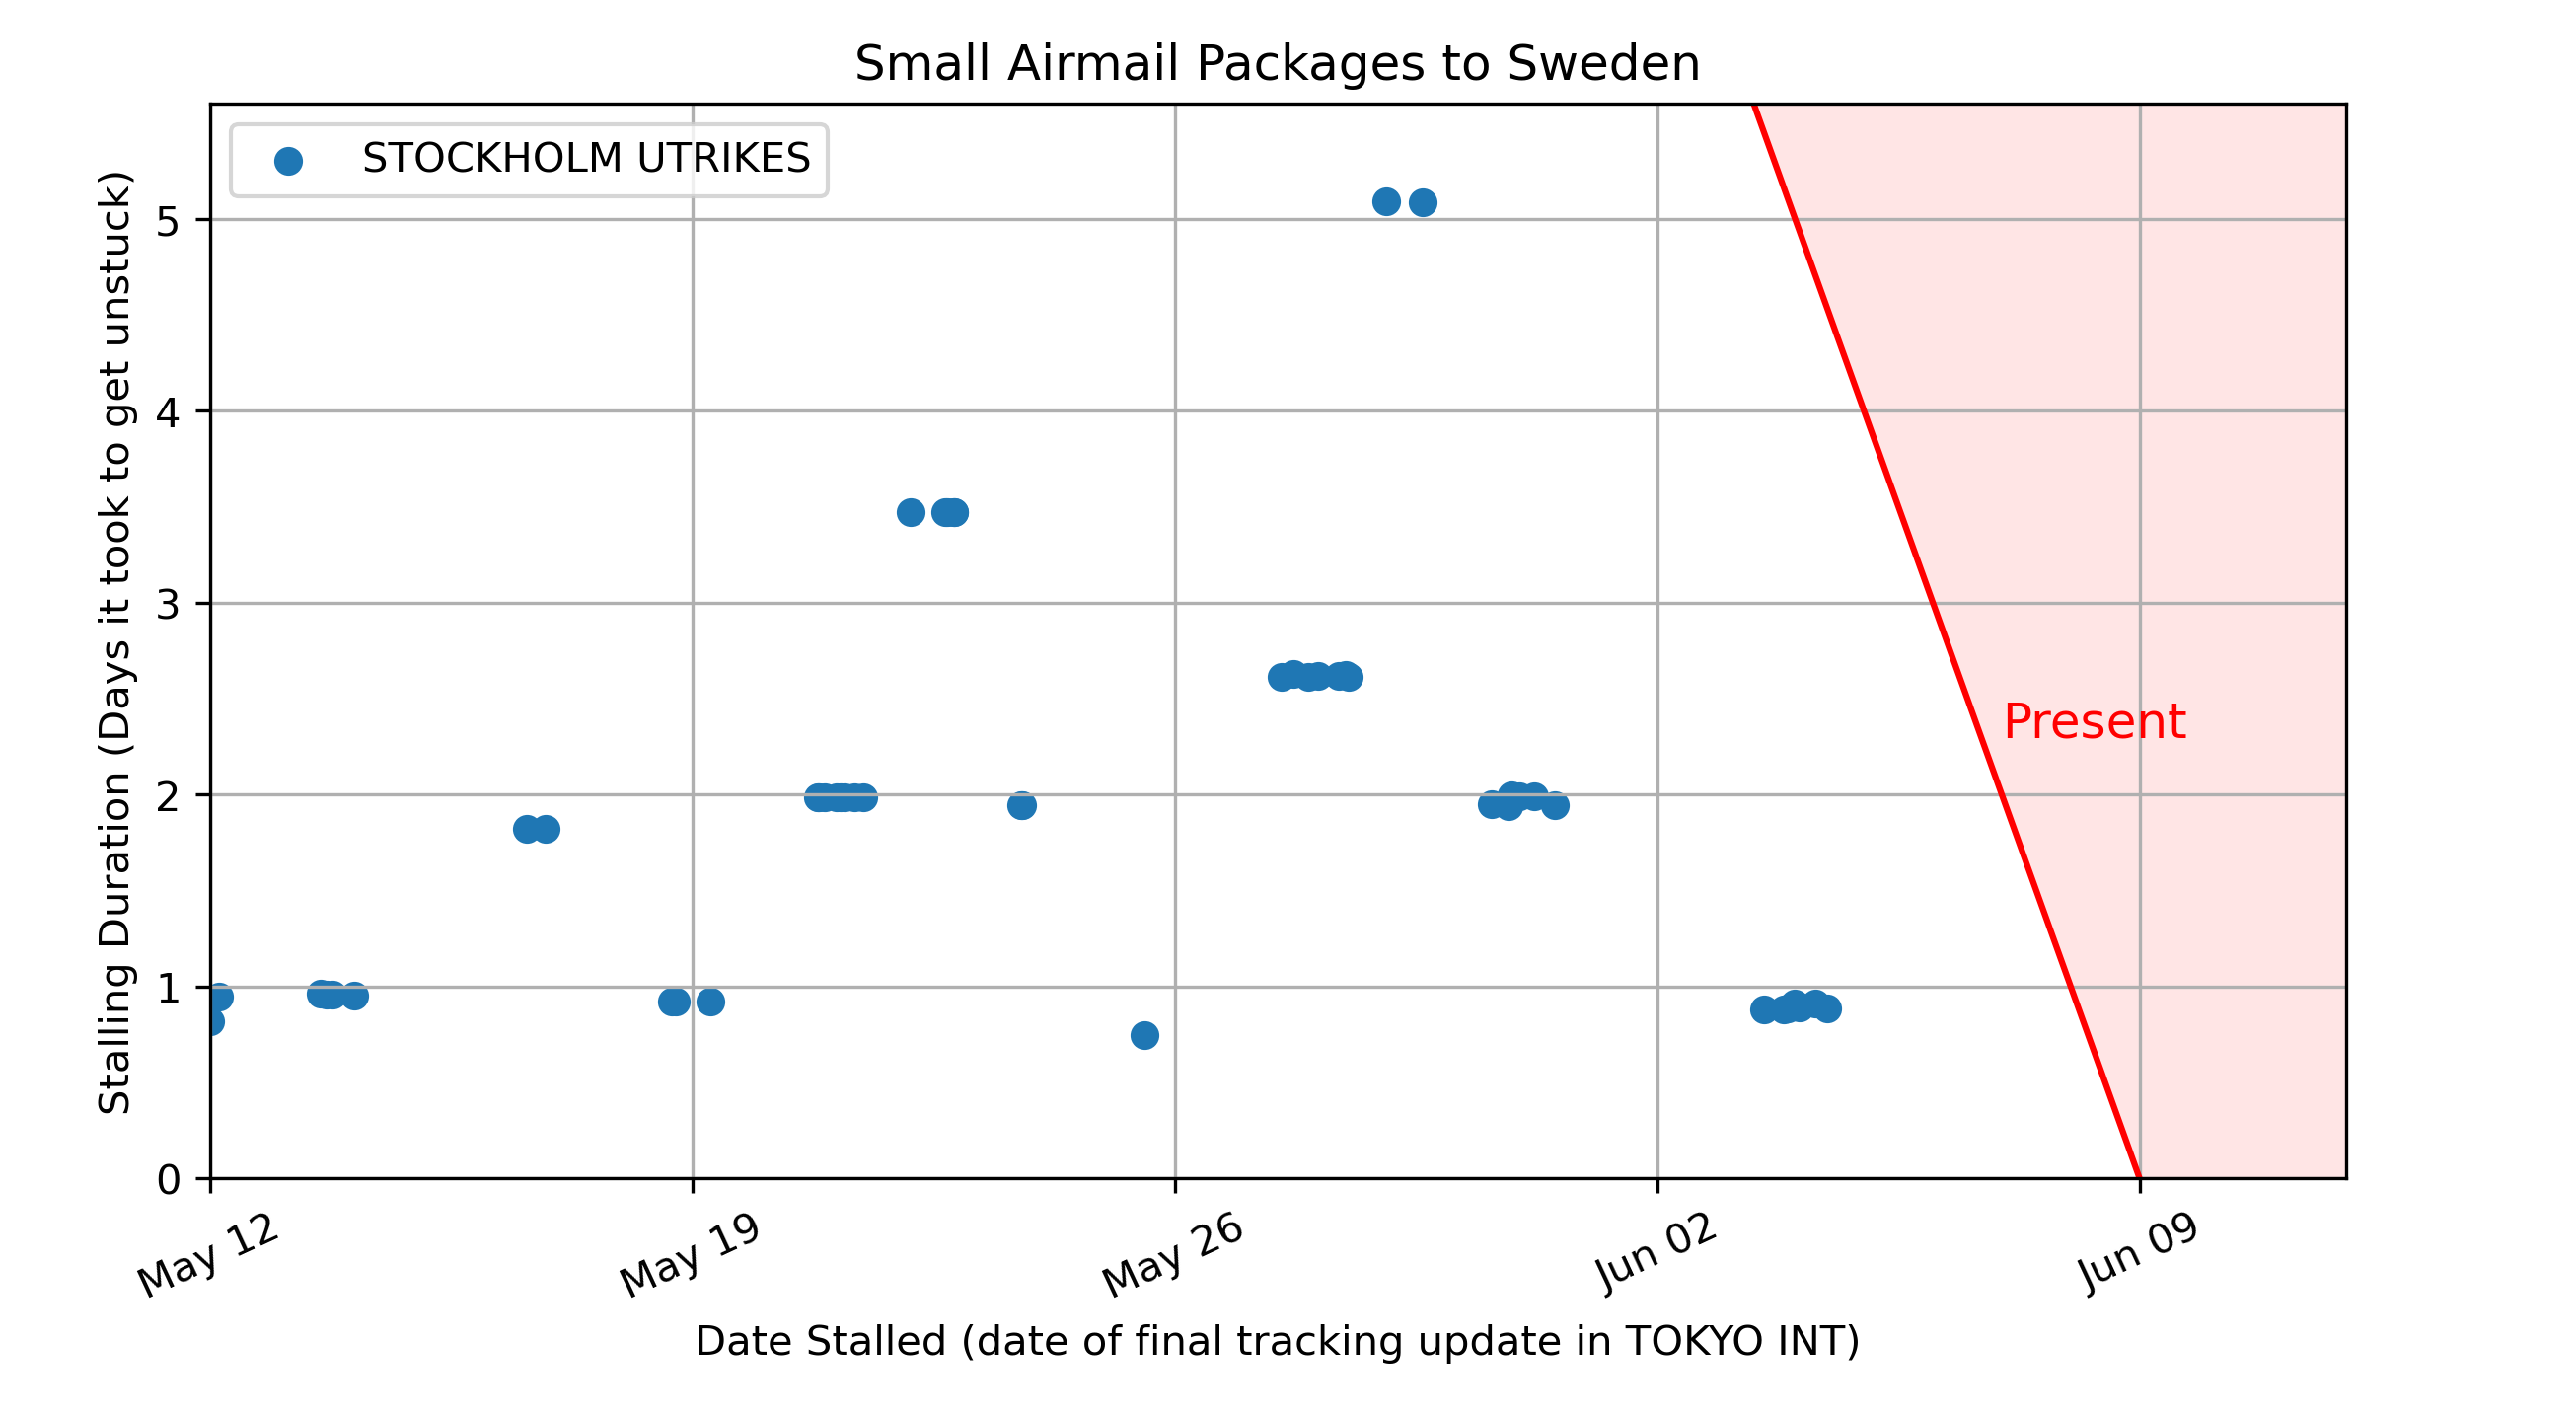 Small Airmail Packages to Sweden
STOCKHOLM UTRIKES
Stalling Duration (Days it took to get unstuck)
5
4
3
2
1
0
Present
May 12
May 19
May 26
Jun 02
Jun 09
Date Stalled (date of final tracking update in TOKYO INT)